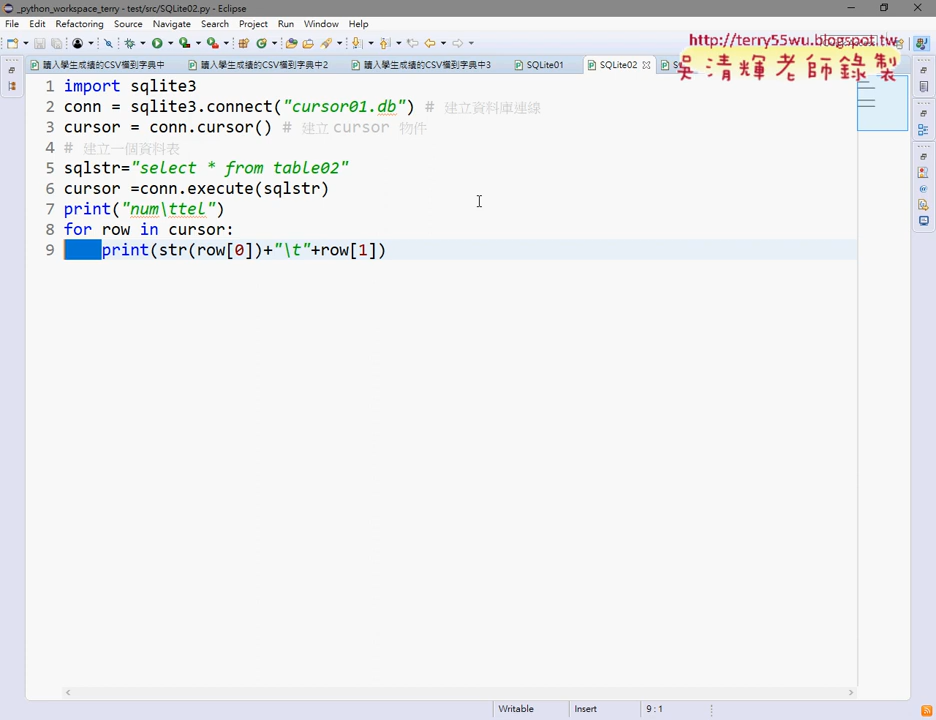 _python_workspace_terry - test/src/SQLite02.py - Eclipse
File Edit Refactoring Source Navigate Search Project Run Window Help
http://terry55wu.blogspot.tw
吳清輝老師錄製
讀入學生成績的CSV檔到字典中 讀入學生成績的CSV檔到字典中2 讀入學生成績的CSV檔到字典中3 SQLite01 SQLite02
1 import sqlite3
2 conn = sqlite3.connect("cursor01.db") # 建立資料庫連線
3 cursor = conn.cursor() # 建立 cursor 物件
4 # 建立一個資料表
5 sqlstr="select * from table02"
6 cursor =conn.execute(sqlstr)
7 print("num\ttel")
8 for row in cursor:
9     print(str(row[0])+"\t"+row[1])
Writable Insert 9 : 1